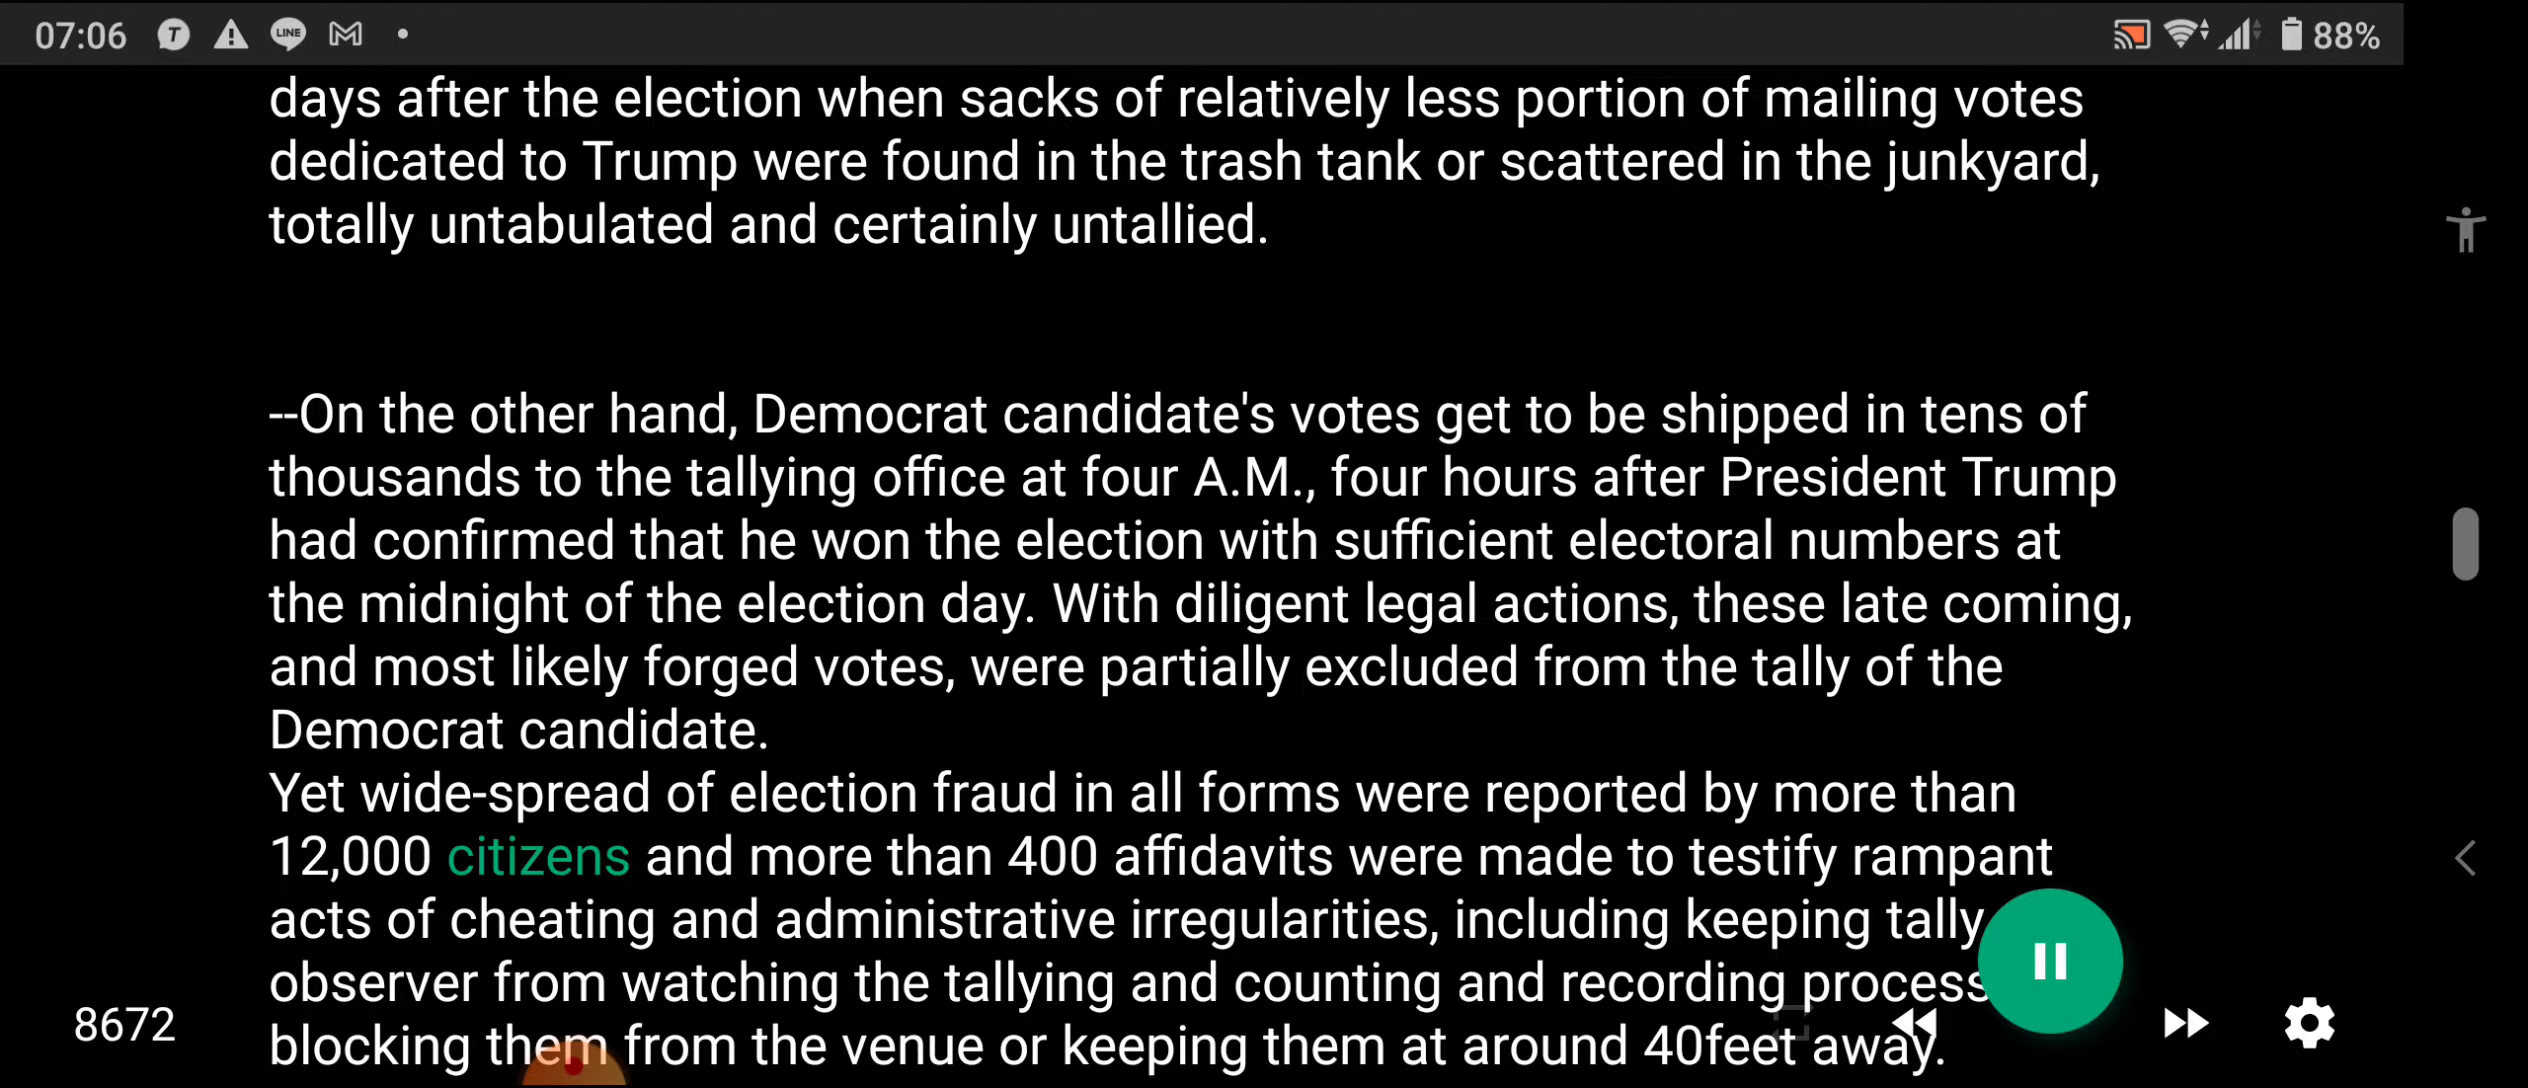 07:06 T LINE 88%
days after the election when sacks of relatively less portion of mailing votes
dedicated to Trump were found in the trash tank or scattered in the junkyard,
totally untabulated and certainly untallied.
--On the other hand, Democrat candidate's votes get to be shipped in tens of
thousands to the tallying office at four A.M., four hours after President Trump
had confirmed that he won the election with sufficient electoral numbers at
the midnight of the election day. With diligent legal actions, these late coming,
and most likely forged votes, were partially excluded from the tally of the
Democrat candidate.
Yet wide-spread of election fraud in all forms were reported by more than
12,000 citizens and more than 400 affidavits were made to testify rampant
acts of cheating and administrative irregularities, including keeping tally
observer from watching the tallying and counting and recording process
blocking them from the venue or keeping them at around 40feet away.
8672